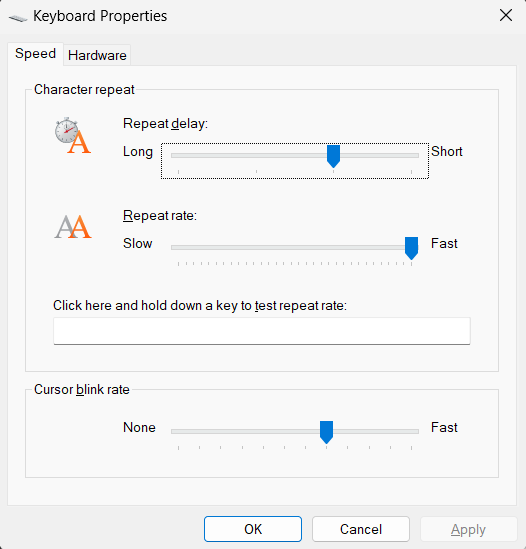 Keyboard Properties
Speed Hardware
Character repeat
Repeat delay:
Long Short
Repeat rate:
Slow Fast
Click here and hold down a key to test repeat rate:
Cursor blink rate
None Fast
OK Cancel Apply